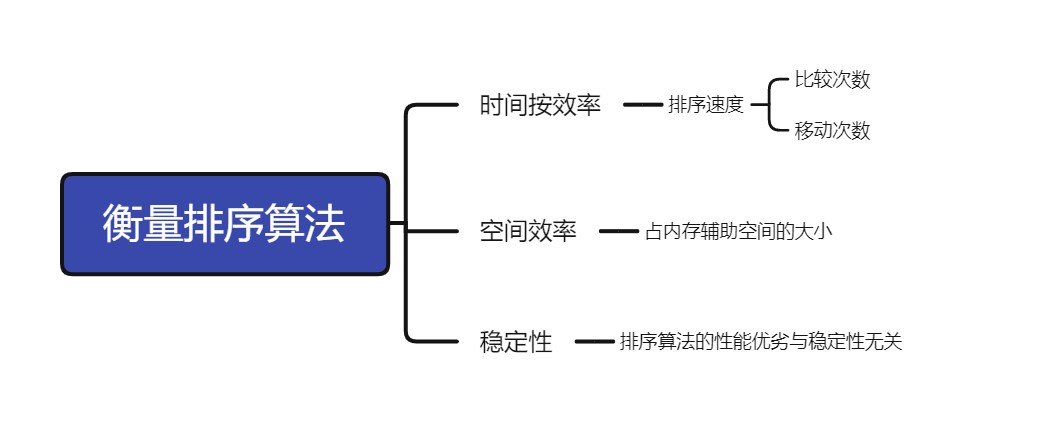 衡量排序算法
时间按效率
排序速度
比较次数
移动次数
空间效率
占内存辅助空间的大小
稳定性
排序算法的性能优劣与稳定性无关